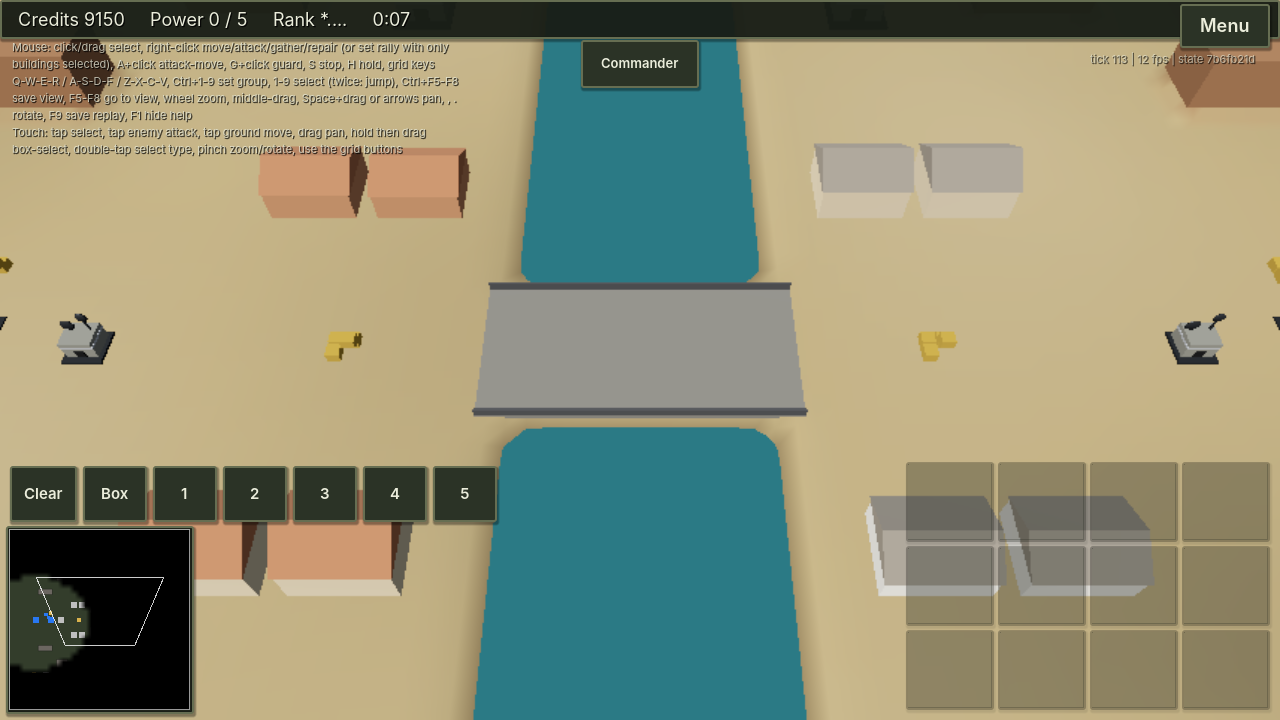 Credits 9150 Power 0 / 5 Rank *.... 0:07
Menu
Mouse: click/drag select, right-click move/attack/gather/repair (or set rally with only
buildings selected), A+click attack-move, G+click guard, S stop, H hold, grid keys
Q-W-E-R / A-S-D-F / Z-X-C-V, Ctrl+1-9 set group, 1-9 select (twice: jump), Ctrl+F5-F8
save view, F5-F8 go to view, wheel zoom, middle-drag, Space+drag or arrows pan, , .
rotate, F9 save replay, F1 hide help
Touch: tap select, tap enemy attack, tap ground move, drag pan, hold then drag
box-select, double-tap select type, pinch zoom/rotate, use the grid buttons
Commander
tick 113 | 12 fps | state 7b6fb21d
Clear Box 1 2 3 4 5